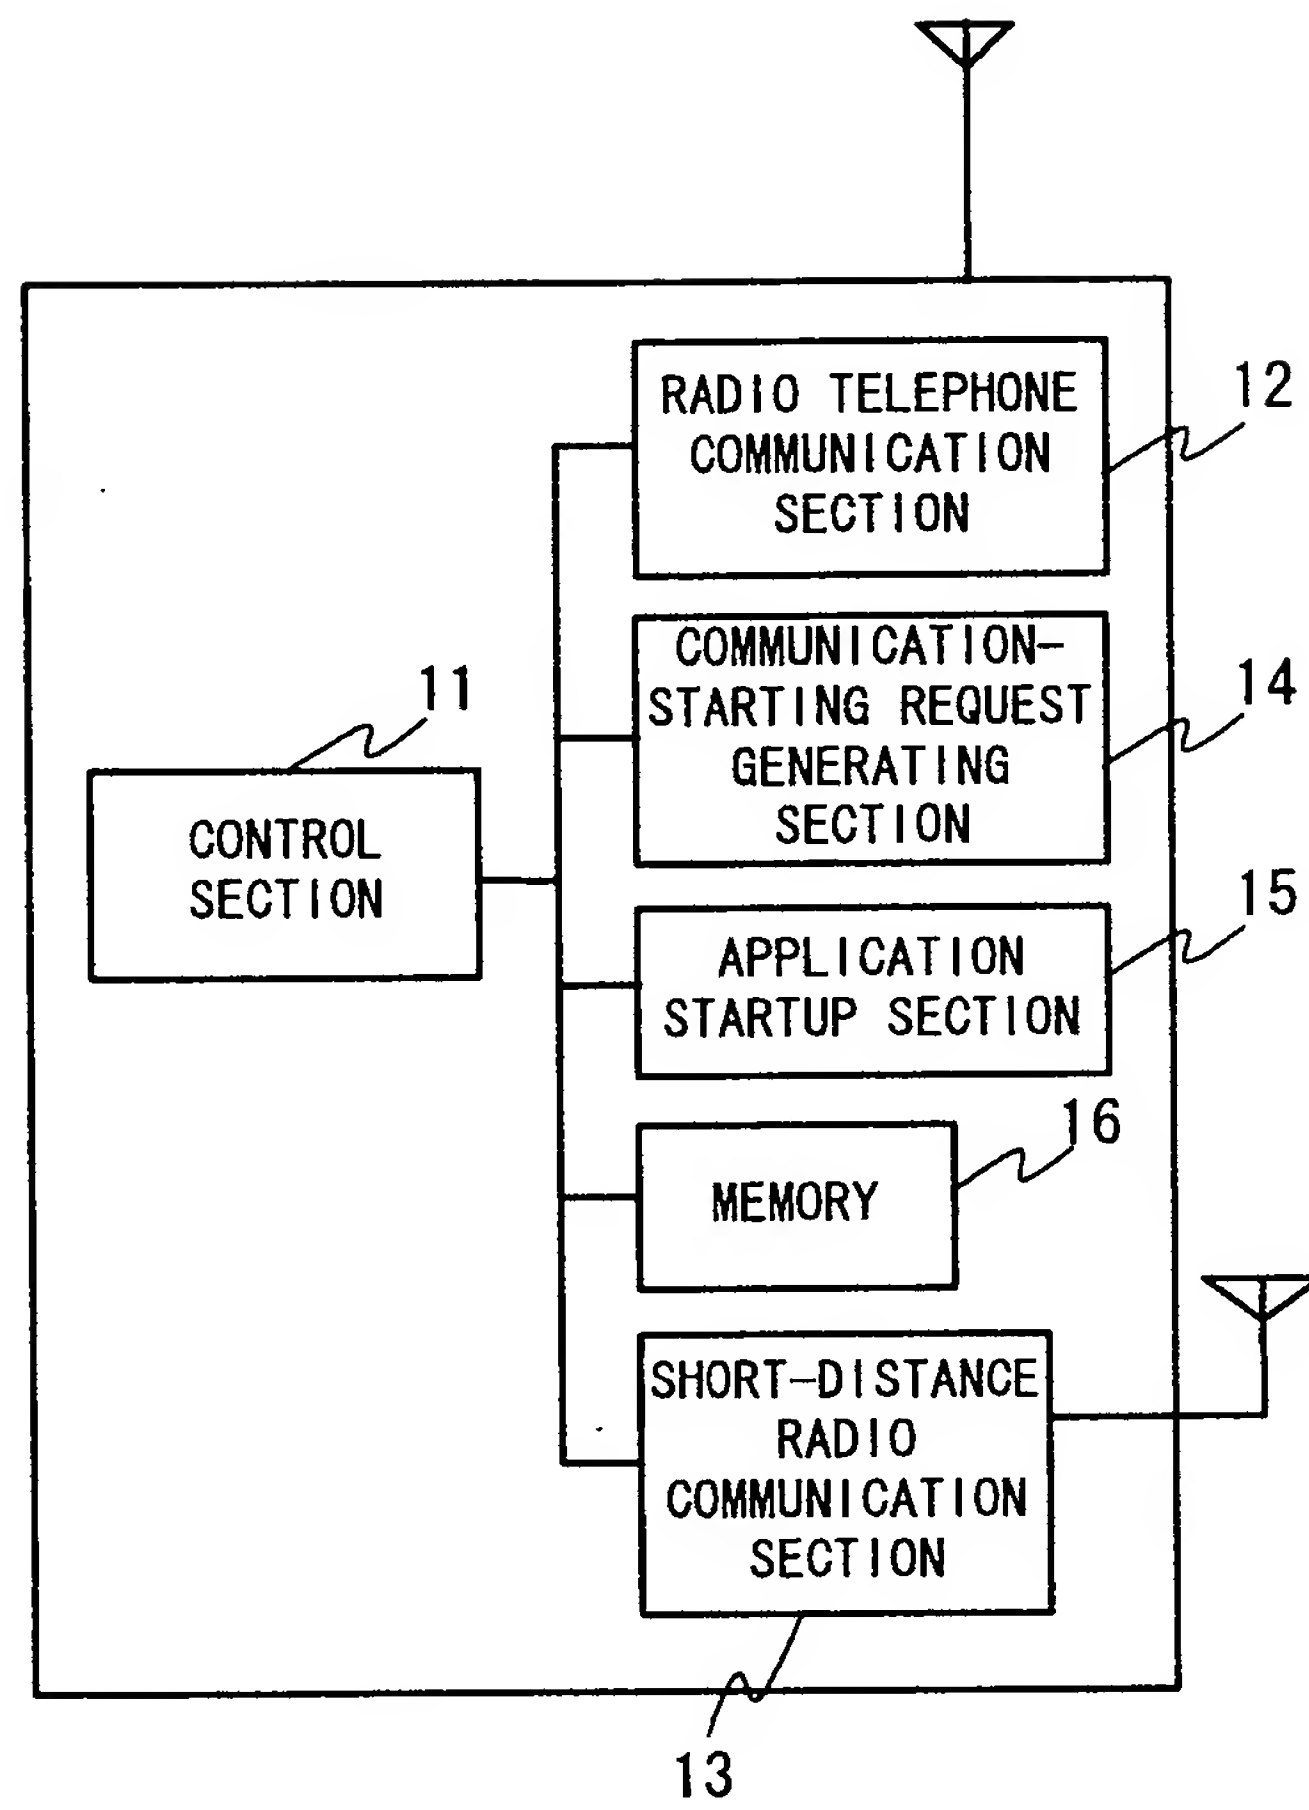 RADIO TELEPHONE
COMMUNICATION
SECTION
12
COMMUNICATION-
STARTING REQUEST
GENERATING
SECTION
14
11
CONTROL
SECTION
APPLICATION
STARTUP SECTION
15
MEMORY
16
SHORT-DISTANCE
RADIO
COMMUNICATION
SECTION
13